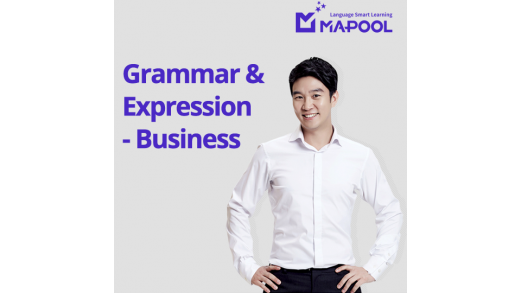 Language Smart Learning
MAPOOL
Grammar &
Expression
- Business